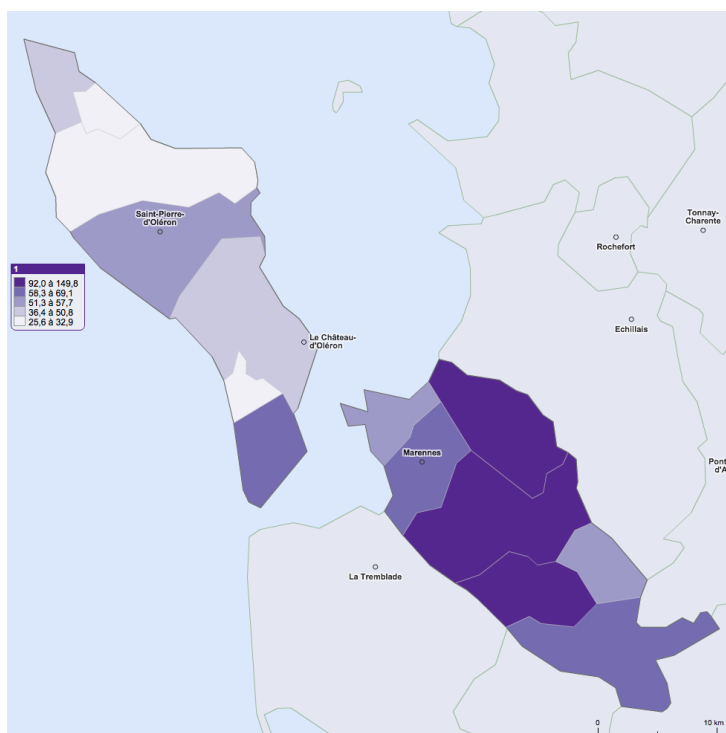 Saint-Pierre-
d'Oléron
Tonnay-
Charente
Rochefort
1
92,0 à 149,8
58,3 à 69,1
51,3 à 57,7
36,4 à 50,8
25,6 à 32,9
Echillais
Le Château-
d'Oléron
Marennes
Pont
d'A
La Tremblade
0
10 km